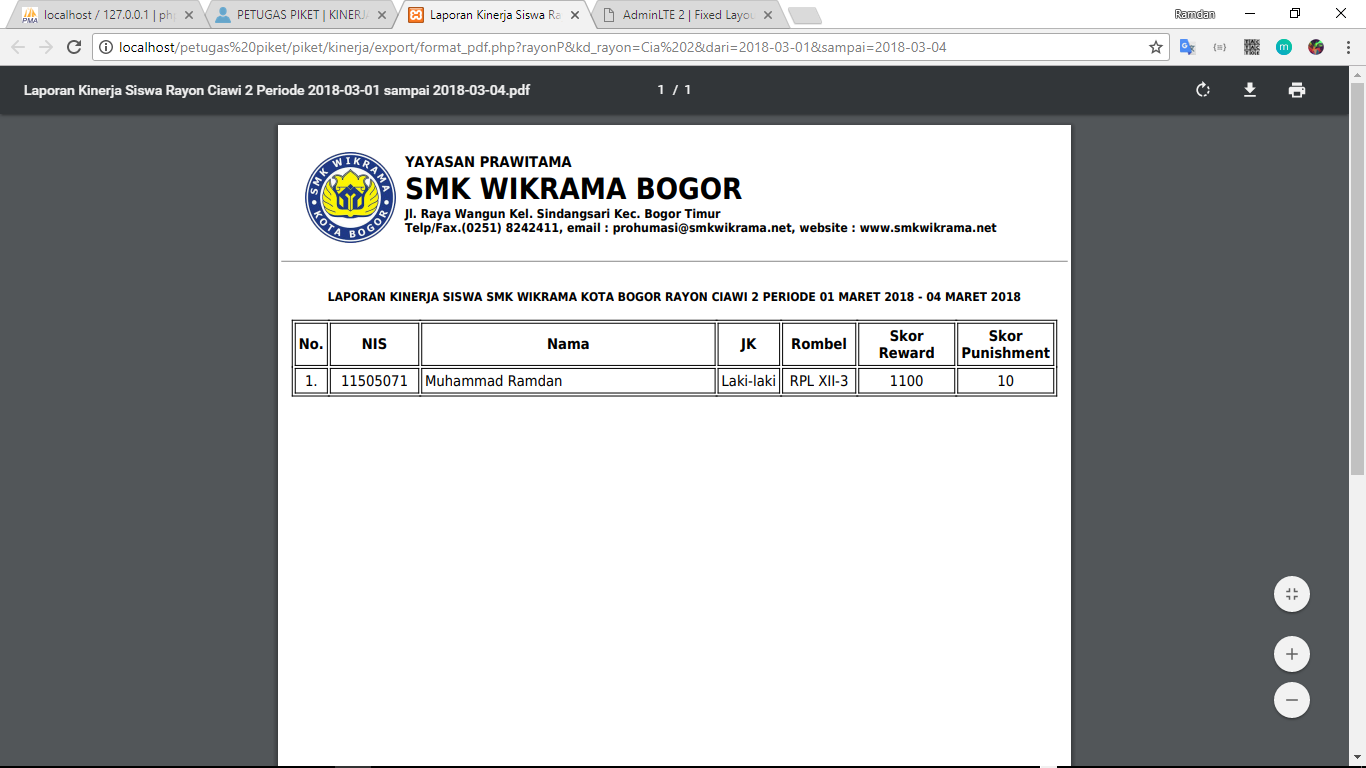 localhost / 127.0.0.1 | ph
PETUGAS PIKET | KINERJ
Laporan Kinerja Siswa Ra
AdminLTE 2 | Fixed Layou
Ramdan
localhost/petugas%20piket/piket/kinerja/export/format_pdf.php?rayonP&kd_rayon=Cia%202&dari=2018-03-01&sampai=2018-03-04
Laporan Kinerja Siswa Rayon Ciawi 2 Periode 2018-03-01 sampai 2018-03-04.pdf
1 / 1
SMK WIKRAMA
KOTA BOGOR
YAYASAN PRAWITAMA
SMK WIKRAMA BOGOR
Jl. Raya Wangun Kel. Sindangsari Kec. Bogor Timur
Telp/Fax.(0251) 8242411, email : prohumasi@smkwikrama.net, website : www.smkwikrama.net
LAPORAN KINERJA SISWA SMK WIKRAMA KOTA BOGOR RAYON CIAWI 2 PERIODE 01 MARET 2018 - 04 MARET 2018
No. NIS Nama JK Rombel Skor Reward Skor Punishment
1. 11505071 Muhammad Ramdan Laki-laki RPL XII-3 1100 10